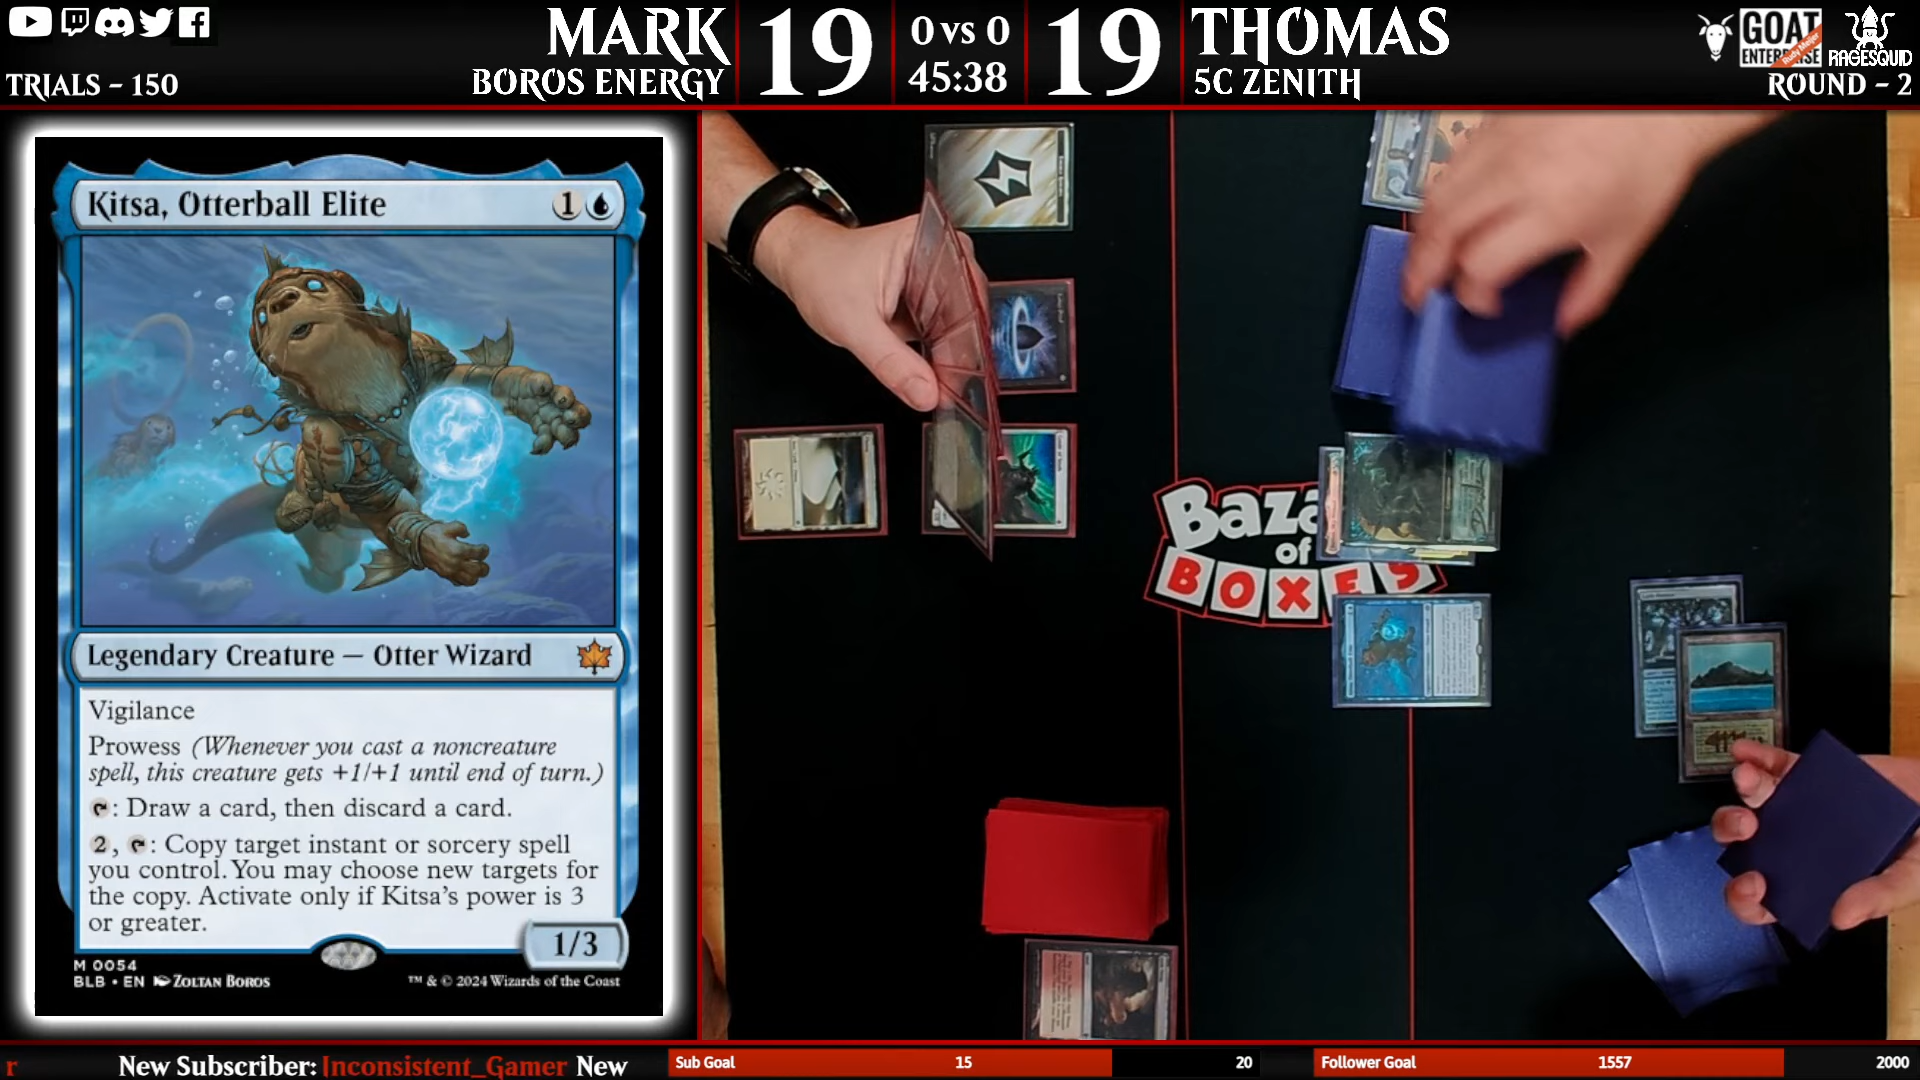 TRIALS – 150
MARK
BOROS ENERGY
19
0 vs 0
45:38
19
THOMAS
5C ZENITH
GOAT
ENTERPRISE
Rudy Meijer
RAGESQUID
ROUND – 2
Kitsa, Otterball Elite
1
Legendary Creature — Otter Wizard
Vigilance
Prowess (Whenever you cast a noncreature
spell, this creature gets +1/+1 until end of turn.)
: Draw a card, then discard a card.
2, : Copy target instant or sorcery spell
you control. You may choose new targets for
the copy. Activate only if Kitsa's power is 3
or greater.
1/3
M 0054
BLB • EN ZOLTAN BOROS
™ & © 2024 Wizards of the Coast
of
BOXES
r New Subscriber: Inconsistent_Gamer New
Sub Goal 15 20
Follower Goal 1557 2000